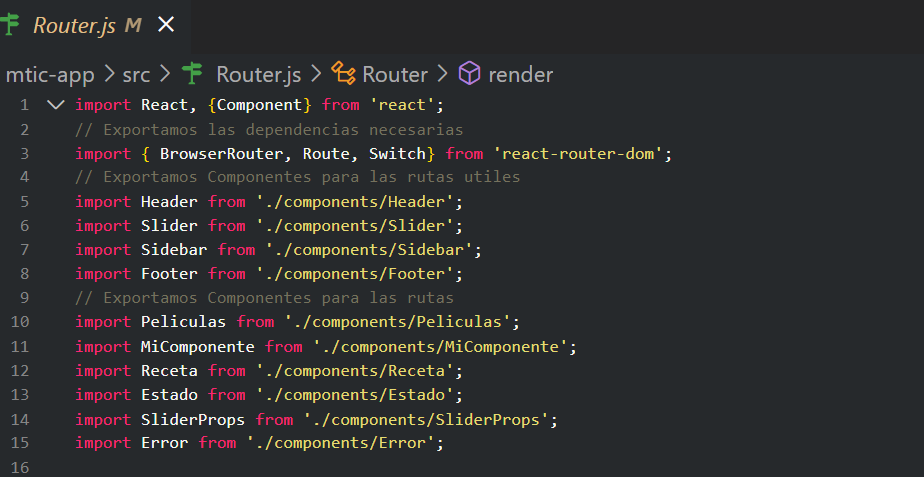 Router.js M
mtic-app > src > Router.js > Router > render
1 import React, {Component} from 'react';
2 // Exportamos las dependencias necesarias
3 import { BrowserRouter, Route, Switch} from 'react-router-dom';
4 // Exportamos Componentes para las rutas utiles
5 import Header from './components/Header';
6 import Slider from './components/Slider';
7 import Sidebar from './components/Sidebar';
8 import Footer from './components/Footer';
9 // Exportamos Componentes para las rutas
10 import Peliculas from './components/Peliculas';
11 import MiComponente from './components/MiComponente';
12 import Receta from './components/Receta';
13 import Estado from './components/Estado';
14 import SliderProps from './components/SliderProps';
15 import Error from './components/Error';
16